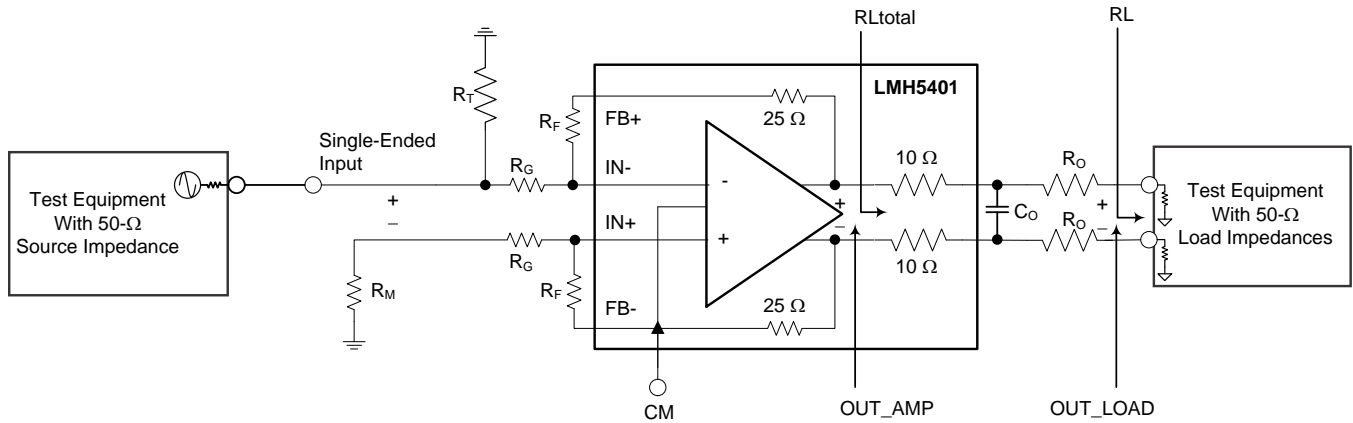 RLtotal
RL
LMH5401
RT
RF
FB+
25 Ω
Single-Ended
Input
10 Ω
RO
RG
IN-
-
+
Test Equipment
With 50-Ω
Source Impedance
+
–
IN+
+
–
CO
+
–
RO
Test Equipment
With 50-Ω
Load Impedances
RG
10 Ω
RM
RF
FB-
25 Ω
CM
OUT_AMP
OUT_LOAD